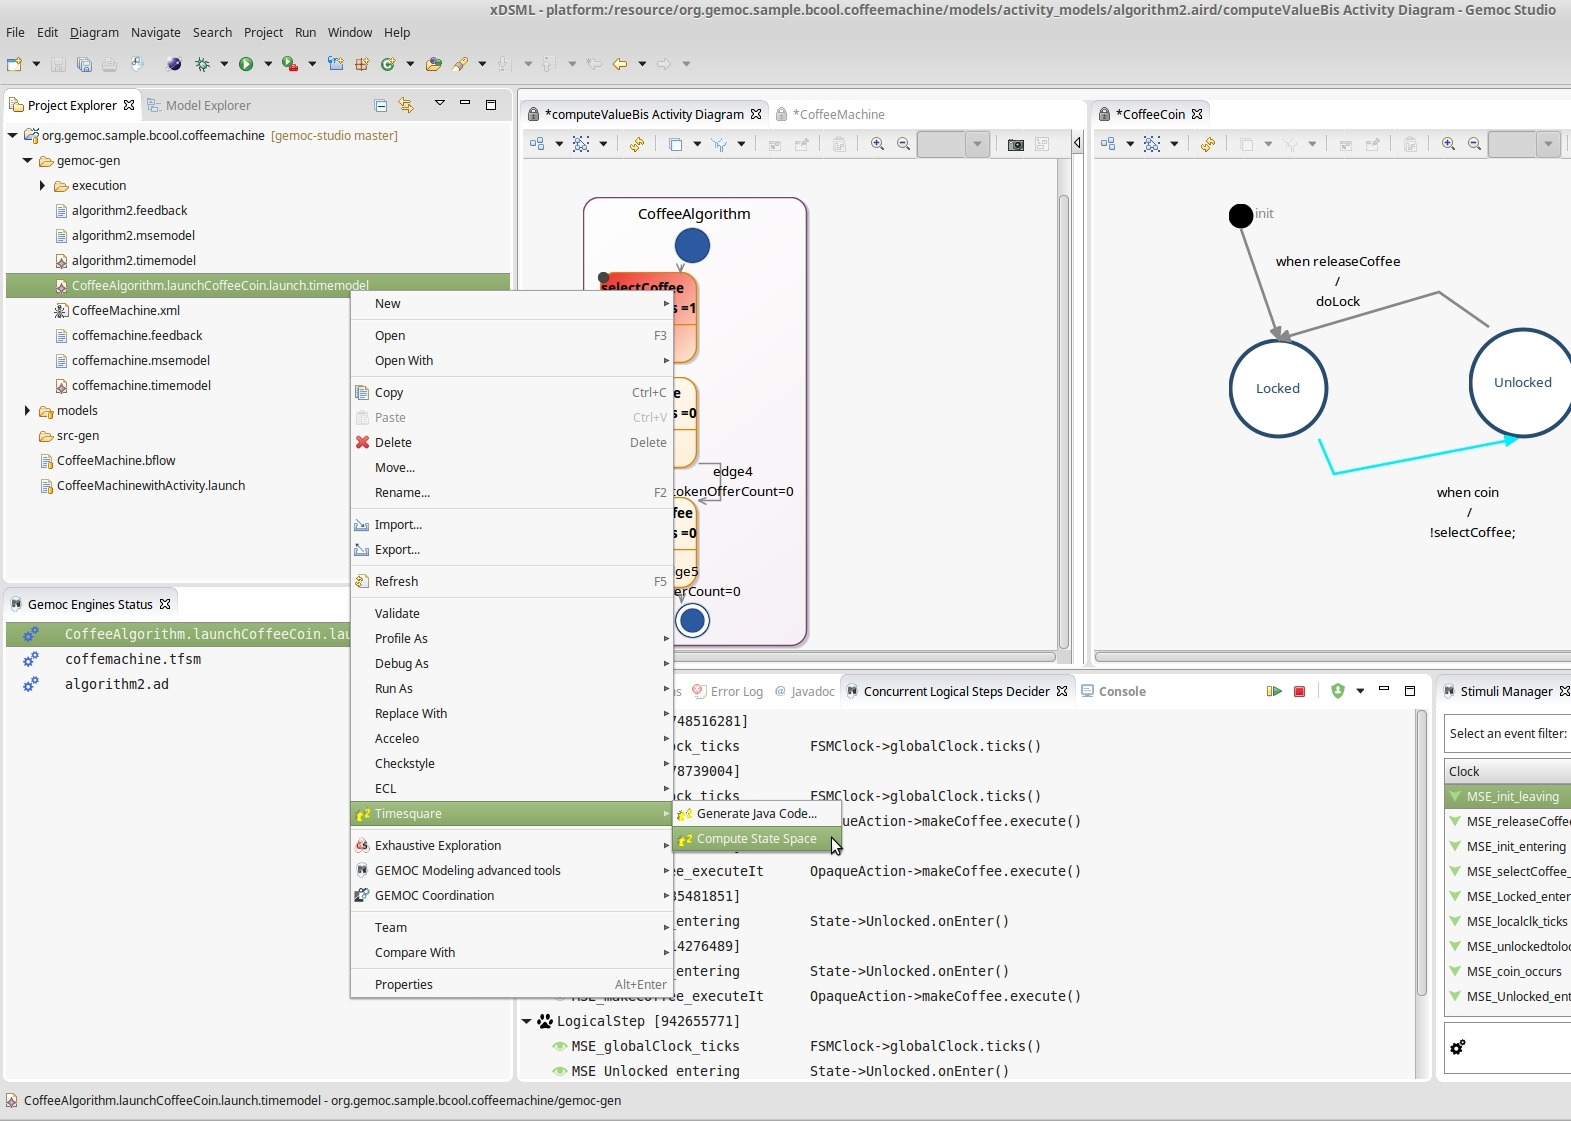 xDSML - platform:/resource/org.gemoc.sample.bcool.coffeemachine/models/activity_models/algorithm2.aird/computeValueBis Activity Diagram - Gemoc Studio
File Edit Diagram Navigate Search Project Run Window Help
Project Explorer
Model Explorer
org.gemoc.sample.bcool.coffeemachine [gemoc-studio master]
gemoc-gen
execution
algorithm2.feedback
algorithm2.msemodel
algorithm2.timemodel
CoffeeAlgorithm.launchCoffeeCoin.launch.timemodel
CoffeeMachine.xml
coffemachine.feedback
coffemachine.msemodel
coffemachine.timemodel
models
src-gen
CoffeeMachine.bflow
CoffeeMachinewithActivity.launch
Gemoc Engines Status
CoffeeAlgorithm.launchCoffeeCoin.lau
coffemachine.tfsm
algorithm2.ad
New
Open F3
Open With
Copy Ctrl+C
Paste Ctrl+V
Delete Delete
Move...
Rename... F2
Import...
Export...
Refresh F5
Validate
Profile As
Debug As
Run As
Replace With
Acceleo
Checkstyle
ECL
Timesquare
Exhaustive Exploration
GEMOC Modeling advanced tools
GEMOC Coordination
Team
Compare With
Properties Alt+Enter
Generate Java Code...
Compute State Space
*computeValueBis Activity Diagram
*CoffeeMachine
CoffeeAlgorithm
selectCoffee
s =1
e
s =0
edge4
tokenOfferCount=0
fee
s =0
ge5
erCount=0
*CoffeeCoin
init
when releaseCoffee
/
doLock
Locked
Unlocked
when coin
/
!selectCoffee;
ns
Error Log
Javadoc
Concurrent Logical Steps Decider
Console
748516281]
ck_ticks FSMClock->globalClock.ticks()
78739004]
ck_ticks FSMClock->globalClock.ticks()
queAction->makeCoffee.execute()
ee_executeIt OpaqueAction->makeCoffee.execute()
35481851]
entering State->Unlocked.onEnter()
14276489]
entering State->Unlocked.onEnter()
MSE_makeCoffee_executeIt OpaqueAction->makeCoffee.execute()
LogicalStep [942655771]
MSE_globalClock_ticks FSMClock->globalClock.ticks()
MSE_Unlocked_entering State->Unlocked.onEnter()
Stimuli Manager
Select an event filter:
Clock
MSE_init_leaving
MSE_releaseCoffe
MSE_init_entering
MSE_selectCoffee_
MSE_Locked_enter
MSE_localclk_ticks
MSE_unlockedtoloc
MSE_coin_occurs
MSE_Unlocked_ent
CoffeeAlgorithm.launchCoffeeCoin.launch.timemodel - org.gemoc.sample.bcool.coffeemachine/gemoc-gen